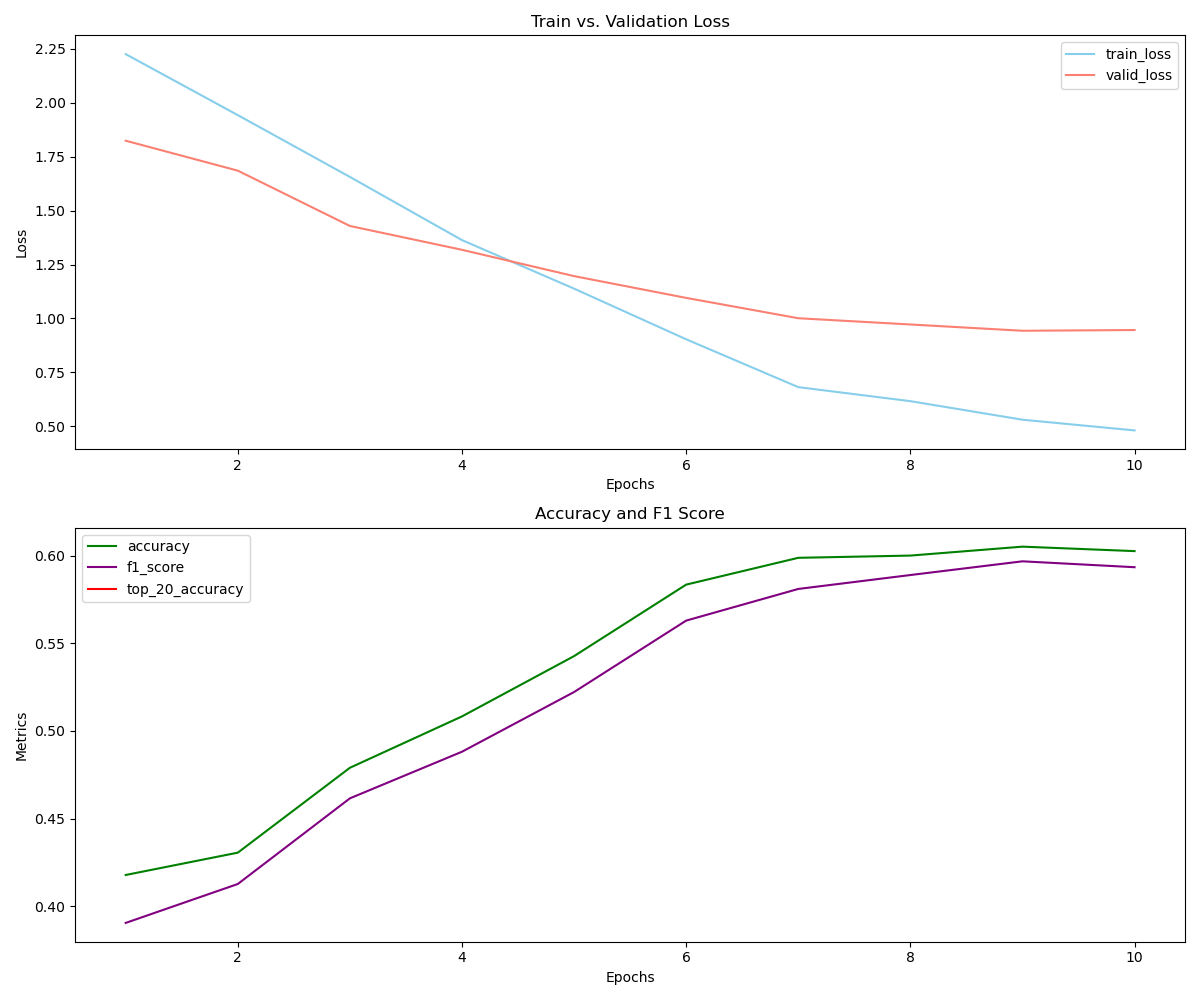 Train vs. Validation Loss
2.25
2.00
1.75
1.50
1.25
1.00
0.75
0.50
Loss
train_loss
valid_loss
2 4 6 8 10
Epochs
Accuracy and F1 Score
accuracy
f1_score
top_20_accuracy
0.60
0.55
0.50
0.45
0.40
Metrics
2 4 6 8 10
Epochs